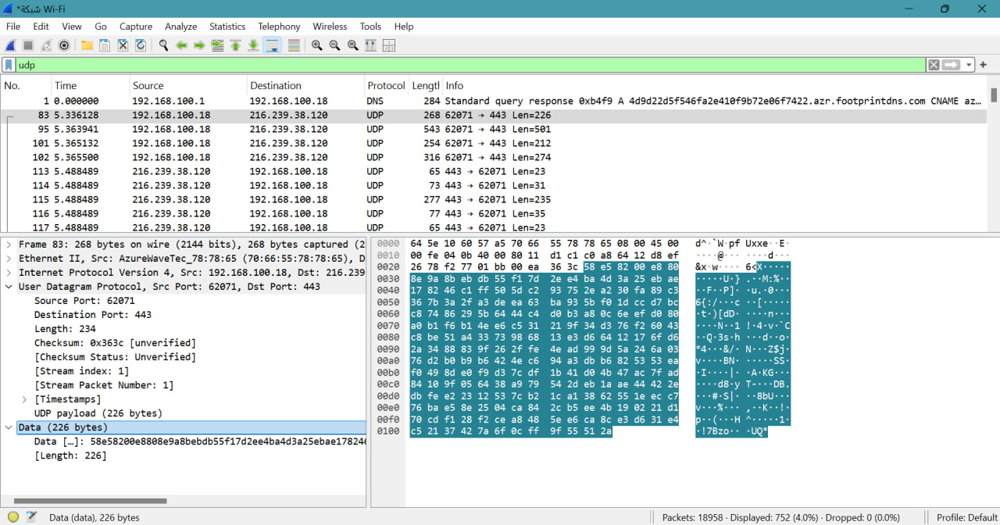 *شبكة Wi-Fi
File Edit View Go Capture Analyze Statistics Telephony Wireless Tools Help
udp
No. Time Source Destination Protocol Length Info
1 0.000000 192.168.100.1 192.168.100.18 DNS 284 Standard query response 0xb4f9 A 4d9d22d5f546fa2e410f9b72e06f7422.azr.footprintdns.com CNAME az…
83 5.336128 192.168.100.18 216.239.38.120 UDP 268 62071 → 443 Len=226
95 5.363941 192.168.100.18 216.239.38.120 UDP 543 62071 → 443 Len=501
101 5.365132 192.168.100.18 216.239.38.120 UDP 254 62071 → 443 Len=212
102 5.365500 192.168.100.18 216.239.38.120 UDP 316 62071 → 443 Len=274
113 5.488489 216.239.38.120 192.168.100.18 UDP 65 443 → 62071 Len=23
114 5.488489 216.239.38.120 192.168.100.18 UDP 73 443 → 62071 Len=31
115 5.488489 216.239.38.120 192.168.100.18 UDP 277 443 → 62071 Len=235
116 5.488489 216.239.38.120 192.168.100.18 UDP 77 443 → 62071 Len=35
117 5.488489 216.239.38.120 192.168.100.18 UDP 65 443 → 62071 Len=23
Frame 83: 268 bytes on wire (2144 bits), 268 bytes captured (2
Ethernet II, Src: AzureWaveTec_78:78:65 (70:66:55:78:78:65), D
Internet Protocol Version 4, Src: 192.168.100.18, Dst: 216.239
User Datagram Protocol, Src Port: 62071, Dst Port: 443
Source Port: 62071
Destination Port: 443
Length: 234
Checksum: 0x363c [unverified]
[Checksum Status: Unverified]
[Stream index: 1]
[Stream Packet Number: 1]
[Timestamps]
UDP payload (226 bytes)
Data (226 bytes)
Data […]: 58e58200e8808e9a8bebdb55f17d2ee4ba4d3a25ebae178246
[Length: 226]
0000 64 5e 10 60 00 57 a5 70 66 55 78 78 65 08 00 45 00 d^·`W·pf Uxxe··E·
0010 00 fe 04 0b 40 00 80 11 d1 c1 c0 a8 64 12 d8 ef ····@··· ····d···
0020 26 78 f2 77 01 bb 00 ea 36 3c 58 e5 82 00 e8 80 &x·w···· 6<X·····
0030 8e 9a 8b eb db 55 f1 7d 2e e4 ba 4d 3a 25 eb ae ·····U·} .··M:%··
0040 17 82 46 c1 ff 50 5d c2 93 75 2e a2 30 fa 89 c3 ··F··P]· ·u.·0···
0050 36 7b 3a 2f a3 de ea 63 ba 93 5b f0 1d cc d7 bc 6{:/···c ··[·····
0060 c8 74 86 29 5b 64 44 c4 d0 b3 a8 0c 6e ef d0 80 ·t·)[dD· ····n···
0070 a0 b1 f6 b1 4e e6 c5 31 21 9f 34 d3 76 f2 60 43 ····N··1 !·4·v·`C
0080 c8 be 51 a4 33 73 98 68 13 e3 d6 64 12 17 6f d6 ··Q·3s·h ···d··o·
0090 2a 34 88 83 9f 26 2f fe 4e ad 99 9d 5a 24 6a 03 *4···&/· N···Z$j·
00a0 76 d2 b0 b9 b6 42 4e c6 94 a3 db b6 82 53 53 ea v····BN· ·····SS·
00b0 f0 49 8d e0 f9 d3 7c df 1b 41 d0 4b 47 ac 7f ad ·I····|· ·A·KG···
00c0 84 10 9f 05 64 38 a9 79 54 2d eb 1a ae 44 42 2e ····d8·y T-···DB.
00d0 db fe e2 23 12 53 7c b2 1c a1 38 62 55 1e ec c7 ···#·S|· ··8bU···
00e0 76 ba e5 8e 25 04 ca 84 2c b5 ee 4b 19 02 21 d1 v···%··· ,··K··!·
00f0 70 cd f1 28 f2 ce a8 48 5e e6 ca 8c e3 d6 31 e4 p··(···H ^·····1·
0100 c5 21 37 42 7a 6f 0c ff 9f 55 51 2a ·!7Bzo·· ·UQ*
Data (data), 226 bytes Packets: 18958 · Displayed: 752 (4.0%) · Dropped: 0 (0.0%) Profile: Default